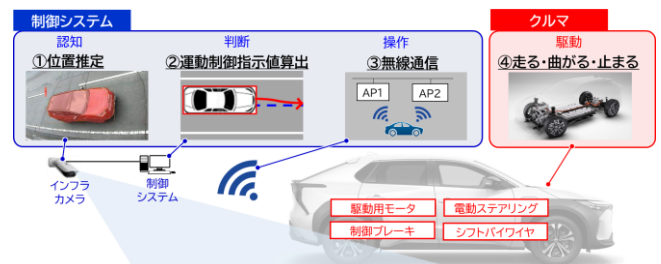 制御システム
クルマ
認知
判断
操作
駆動
①位置推定
②運動制御指示値算出
③無線通信
④走る・曲がる・止まる
AP1
AP2
インフラ
カメラ
制御
システム
駆動用モータ
電動ステアリング
制御ブレーキ
シフトバイワイヤ